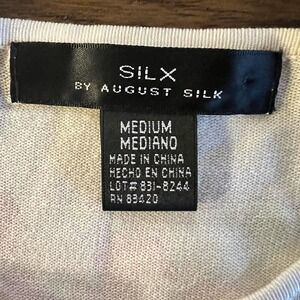 SILX
BY AUGUST SILK
MEDIUM
MEDIANO
MADE IN CHINA
HECHO EN CHINA
LOT# 831-8244
RN 83420